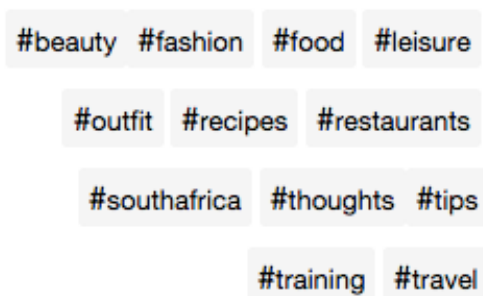 #beauty #fashion #food #leisure
#outfit #recipes #restaurants
#southafrica #thoughts #tips
#training #travel